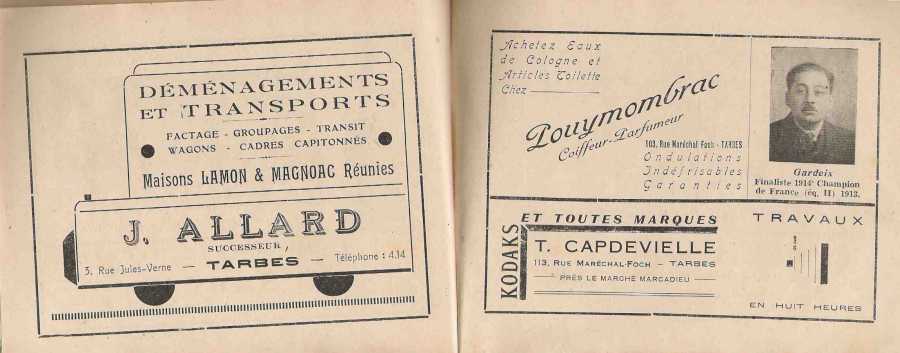 DÉMÉNAGEMENTS
ET TRANSPORTS
FACTAGE - GROUPAGES - TRANSIT
WAGONS - CADRES CAPITONNÉS
Maisons LAMON & MAGNOAC Réunies
J. ALLARD
SUCCESSEUR,
3, Rue Jules-Verne — TARBES — Téléphone : 4.14
Achetez Eaux
de Cologne et
Articles Toilette
Chez
Pouymombrac
Coiffeur-Parfumeur
103, Rue Maréchal Foch - TARBES
Ondulations
Indéfrisables
Garanties
Gardeix
Finaliste 1914 Champion
de France (éq. II) 1913.
KODAKS
ET TOUTES MARQUES
T. CAPDEVIELLE
113, RUE MARÉCHAL-FOCH — TARBES
PRÈS LE MARCHÉ MARCADIEU
TRAVAUX
EN HUIT HEURES